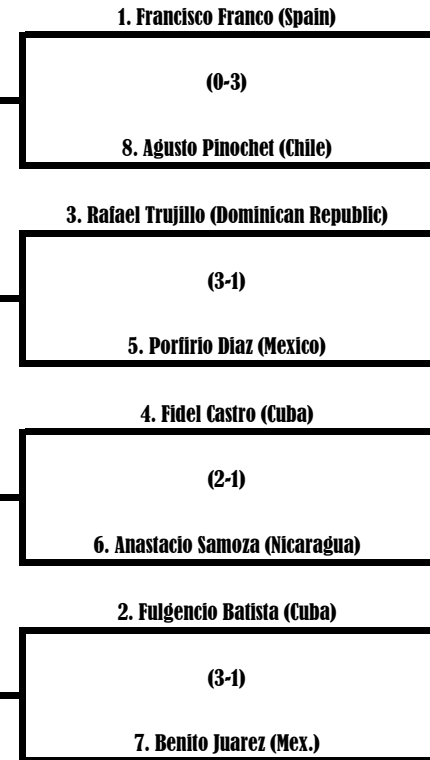 1. Francisco Franco (Spain)
(0-3)
8. Agusto Pinochet (Chile)
3. Rafael Trujillo (Dominican Republic)
(3-1)
5. Porfirio Diaz (Mexico)
4. Fidel Castro (Cuba)
(2-1)
6. Anastacio Samoza (Nicaragua)
2. Fulgencio Batista (Cuba)
(3-1)
7. Benito Juarez (Mex.)